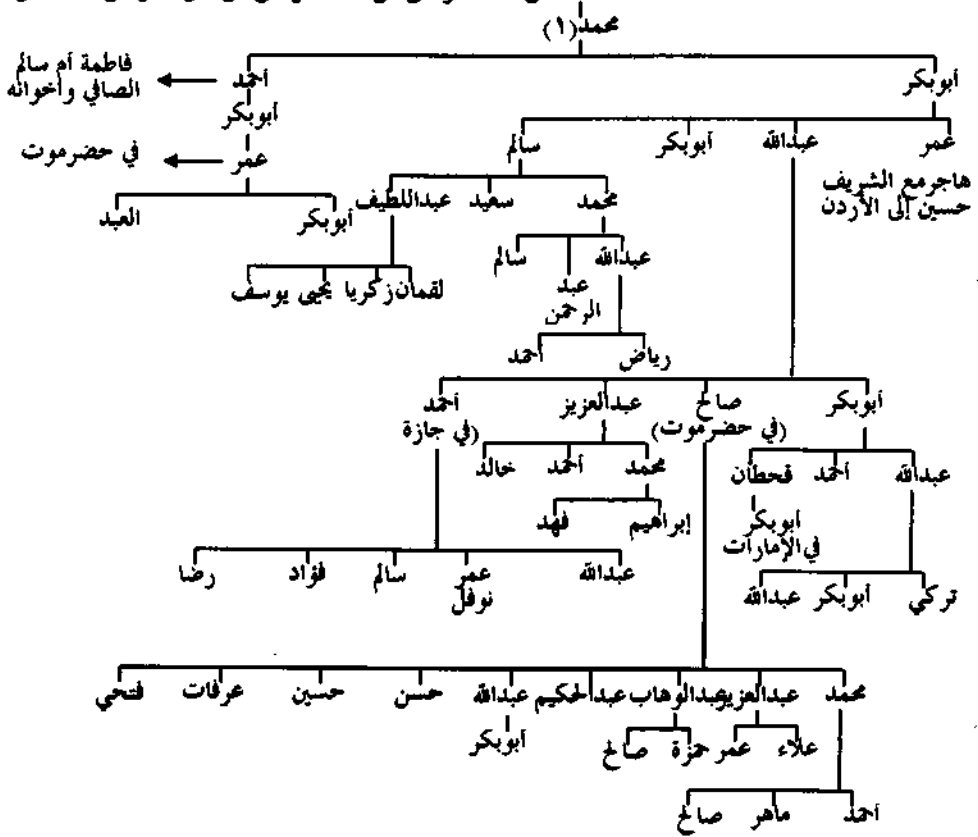 محمد (١)
أبوبكر
أحمد
فاطمة أم سالم
الصافي وأخوانه
أبوبكر
عمر
في حضرموت
أبوبكر
العبد
عمر
عبدالله
أبوبكر
سالم
هاجر مع الشريف
حسين إلى الأردن
محمد
سعيد
عبداللطيف
عبدالله
عبد
الرحمن
سالم
لقمان
زكريا
يحيى
يوسف
رياض
أحمد
أبوبكر
صالح
(في حضرموت)
عبدالعزيز
أحمد
(في جازة
عبدالله
أحمد
قحطان
محمد
أحمد
خالد
أبوبكر
في الإمارات
إبراهيم
فهد
عبدالله
عمر
نوفل
سالم
فؤاد
رضا
تركي
أبوبكر
عبدالله
محمد
عبدالعزيز
عبدالوهاب
عبدالحكيم
عبدالله
حسن
حسين
عرفات
فتحي
علاء
عمر
حمزة
صالح
أبوبكر
أحمد
ماهر
صالح